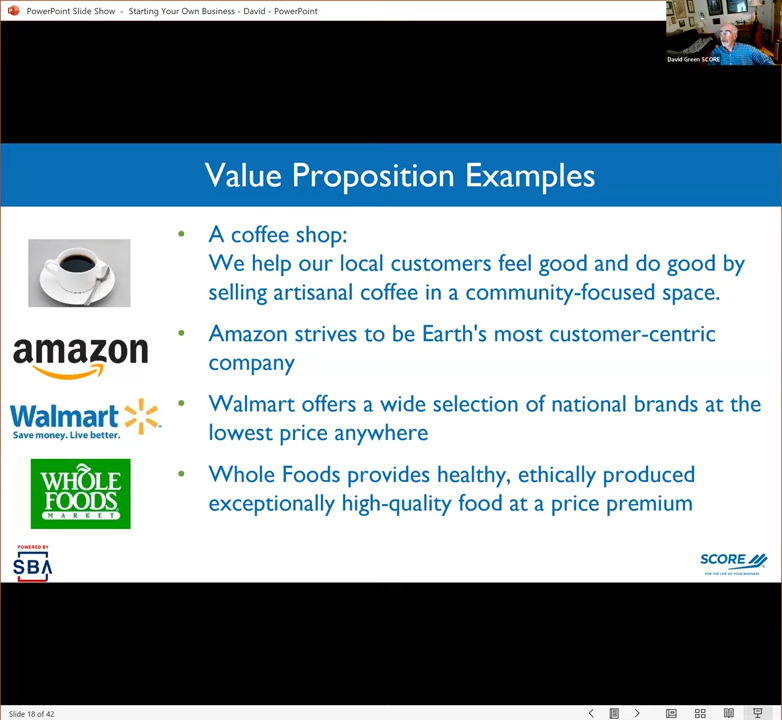 PowerPoint Slide Show - Starting Your Own Business - David - PowerPoint
David Green SCORE
Value Proposition Examples
• A coffee shop:
We help our local customers feel good and do good by
selling artisanal coffee in a community-focused space.
amazon
• Amazon strives to be Earth's most customer-centric
company
Walmart
Save money. Live better.
• Walmart offers a wide selection of national brands at the
lowest price anywhere
WHOLE
FOODS
MARKET
• Whole Foods provides healthy, ethically produced
exceptionally high-quality food at a price premium
POWERED BY
SBA
SCORE
FOR THE LIFE OF YOUR BUSINESS
Slide 18 of 42